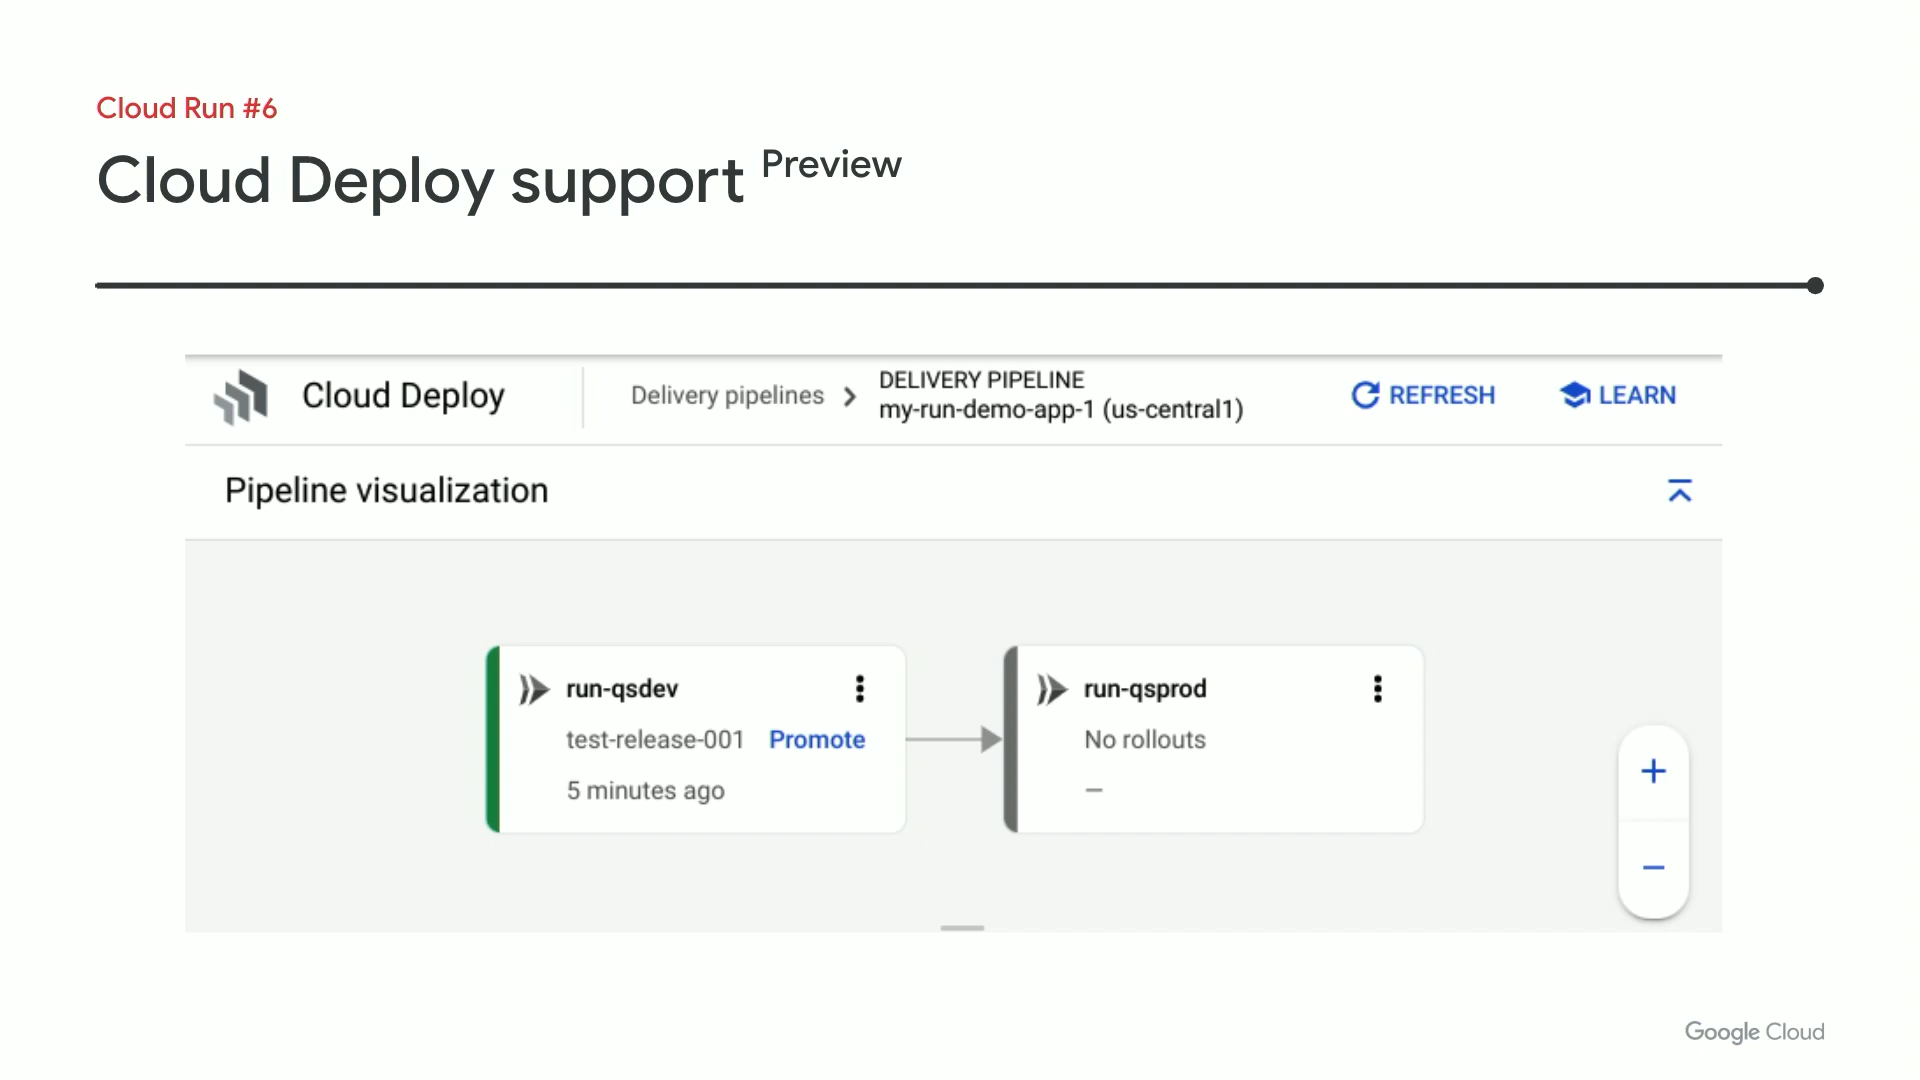 Cloud Run #6
Cloud Deploy support Preview
Cloud Deploy
Delivery pipelines
DELIVERY PIPELINE
my-run-demo-app-1 (us-central1)
REFRESH
LEARN
Pipeline visualization
run-qsdev
test-release-001 Promote
5 minutes ago
run-qsprod
No rollouts
–
+
−
Google Cloud